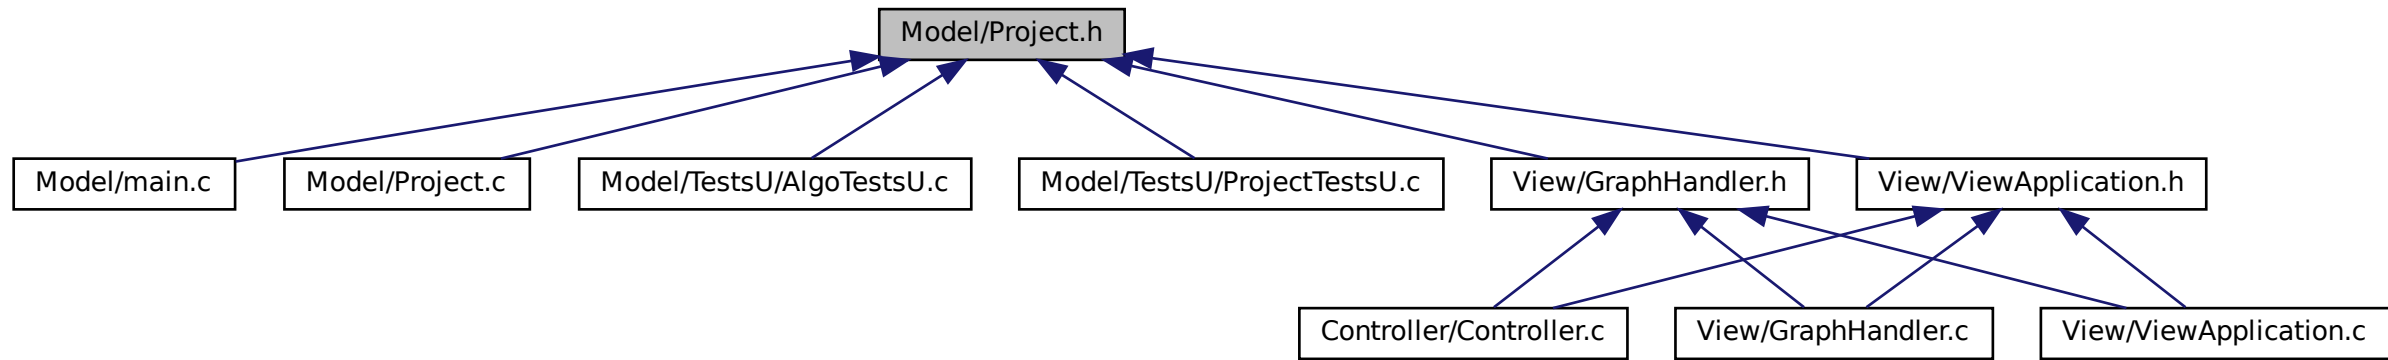 Model/Project.h
Model/main.c
Model/Project.c
Model/TestsU/AlgoTestsU.c
Model/TestsU/ProjectTestsU.c
View/GraphHandler.h
View/ViewApplication.h
Controller/Controller.c
View/GraphHandler.c
View/ViewApplication.c